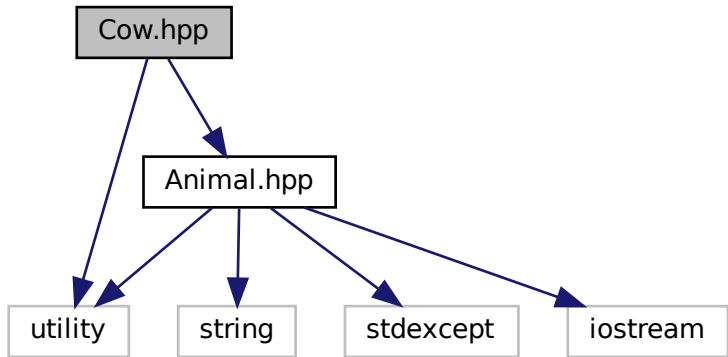 Cow.hpp
Animal.hpp
utility
string
stdexcept
iostream